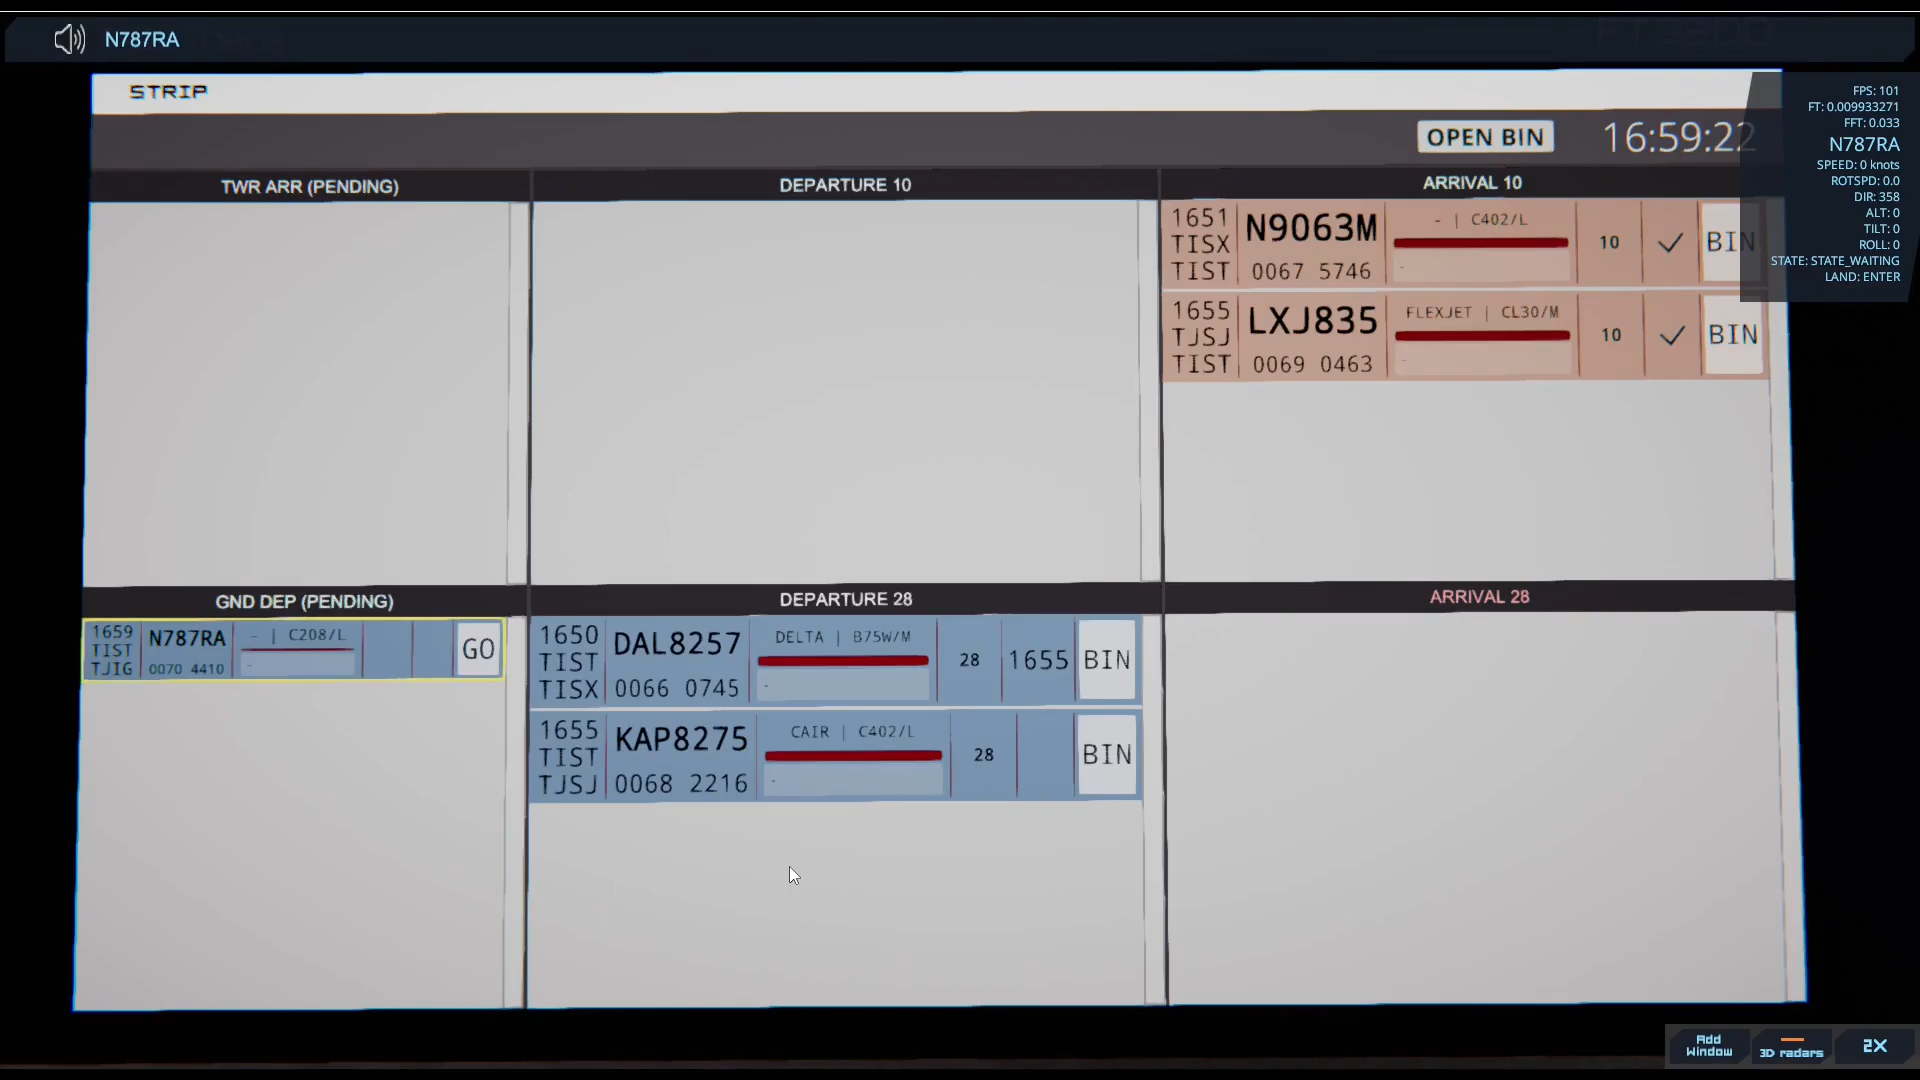 N787RA
STRIP
OPEN BIN
16:59:22
FPS: 101
FT: 0.009933271
FFT: 0.033
N787RA
SPEED: 0 knots
ROTSPD: 0.0
DIR: 358
ALT: 0
TILT: 0
ROLL: 0
STATE: STATE_WAITING
LAND: ENTER
TWR ARR (PENDING)
DEPARTURE 10
ARRIVAL 10
1651
TISX
TIST
N9063M
0067 5746
- | C402/L
-
10
BIN
1655
TJSJ
TIST
LXJ835
0069 0463
FLEXJET | CL30/M
-
10
BIN
GND DEP (PENDING)
DEPARTURE 28
ARRIVAL 28
1659
TIST
TJIG
N787RA
0070 4410
- | C208/L
-
GO
1650
TIST
TISX
DAL8257
0066 0745
DELTA | B75W/M
-
28
1655
BIN
1655
TIST
TJSJ
KAP8275
0068 2216
CAIR | C402/L
-
28
BIN
Add
Window
3D radars
2X